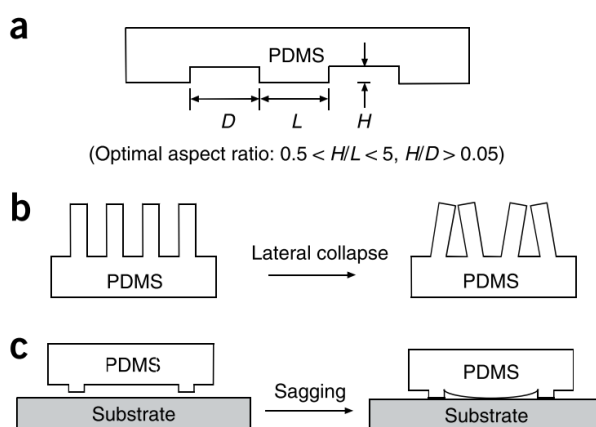 a
PDMS
D L H
(Optimal aspect ratio: 0.5 < H/L < 5, H/D > 0.05)
b
PDMS
Lateral collapse
PDMS
c
PDMS
Substrate
Sagging
PDMS
Substrate